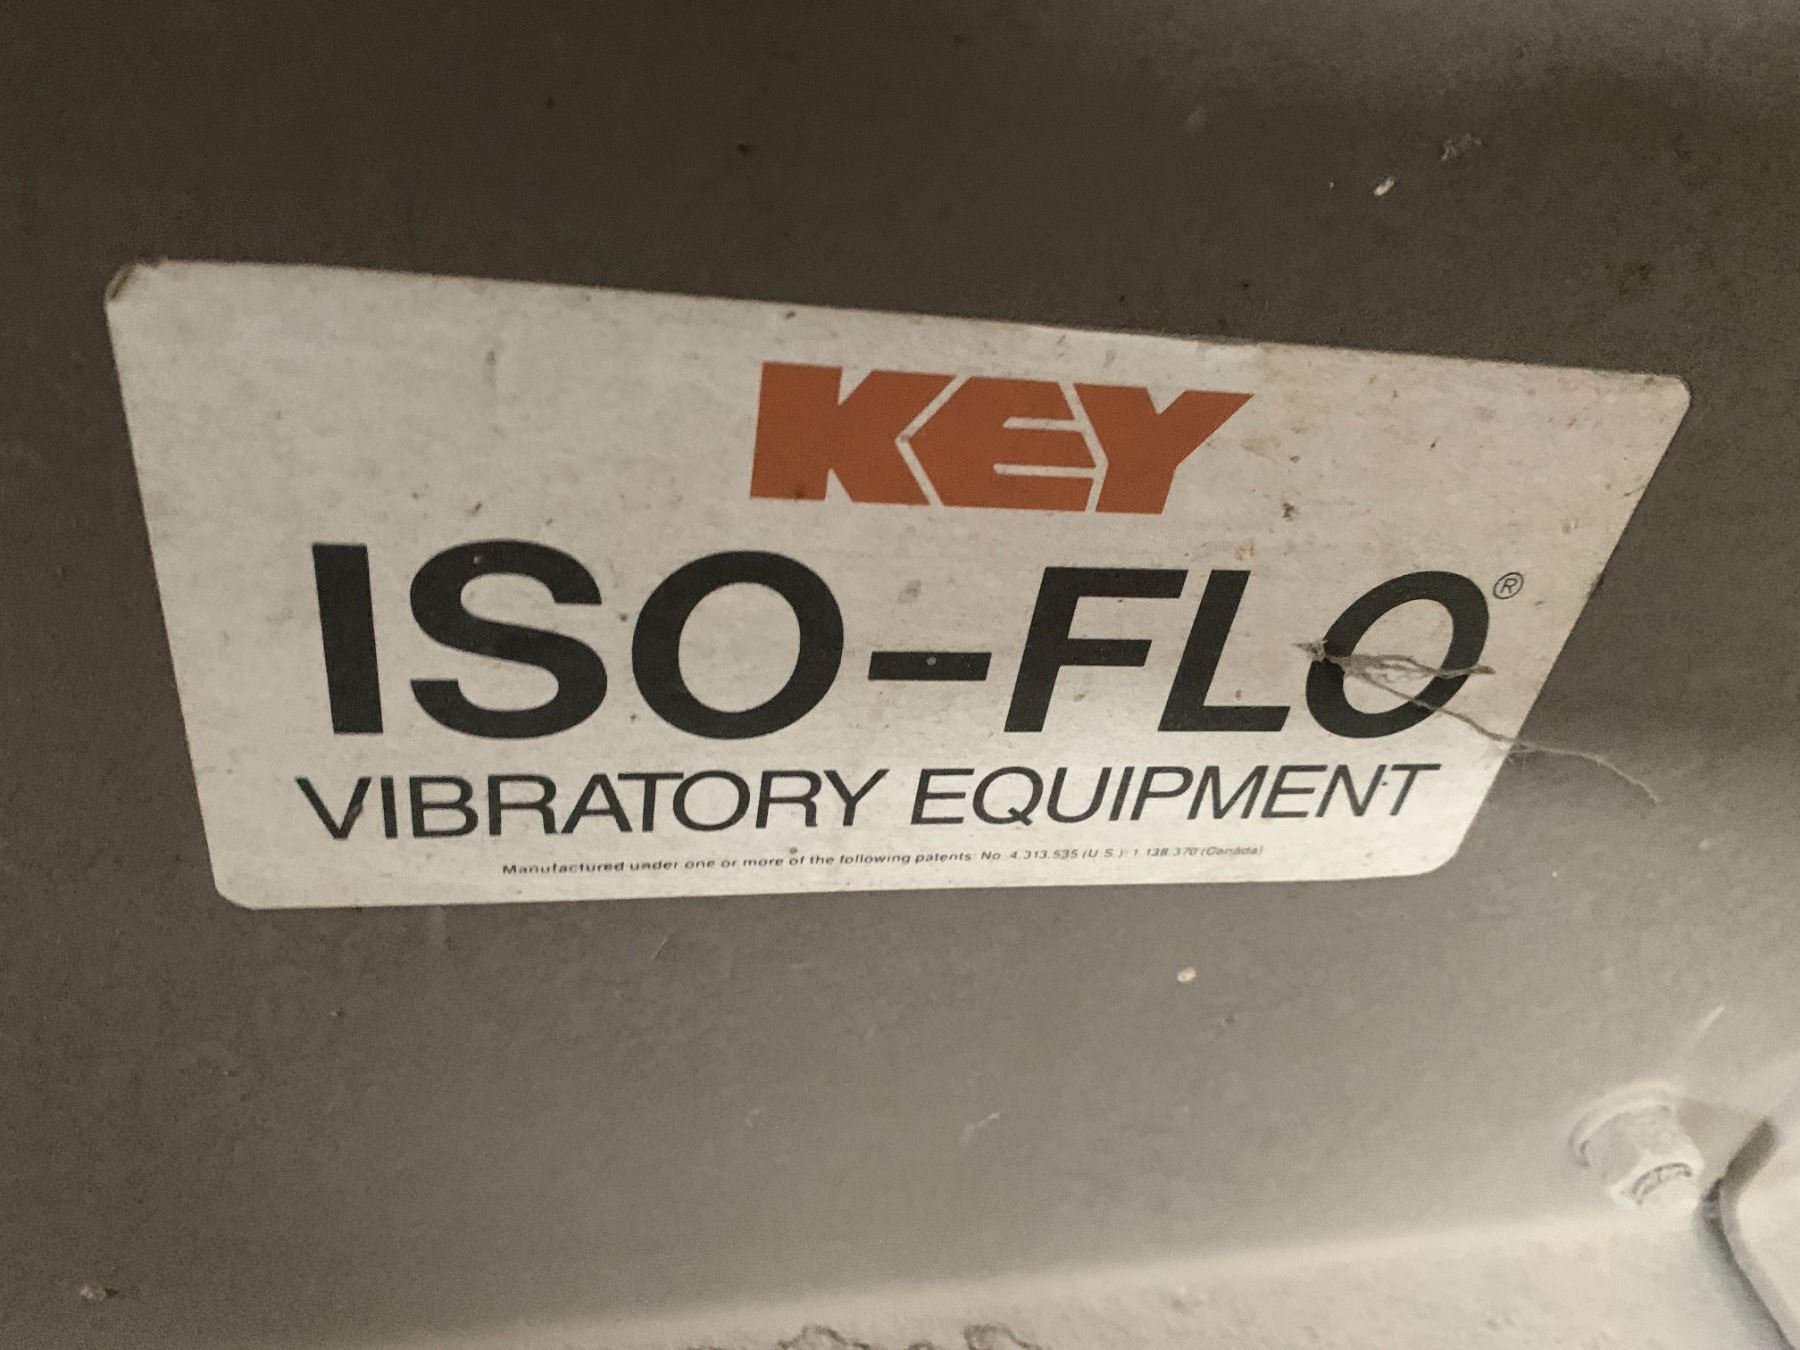 KEY
ISO-FLO®
VIBRATORY EQUIPMENT
Manufactured under one or more of the following patents: No. 4,313,535 (U.S.); 1,138,370 (Canada)